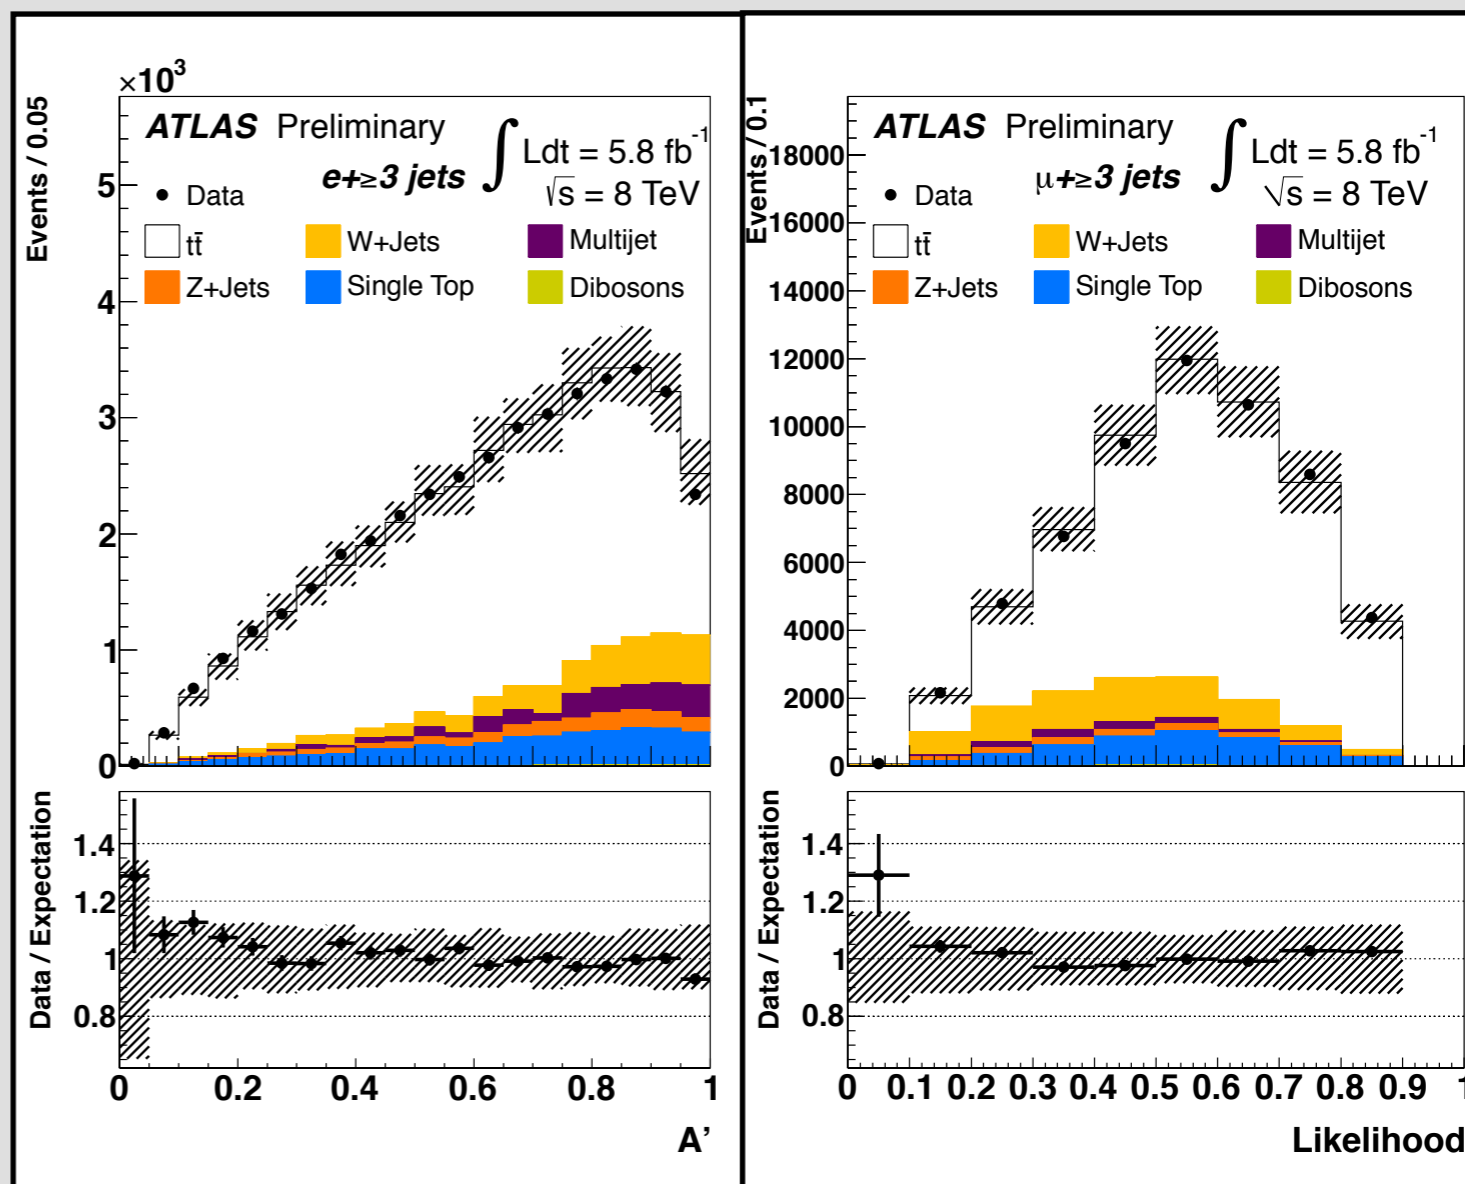 ×10³
Events / 0.05
ATLAS Preliminary
∫ Ldt = 5.8 fb⁻¹
e+≥3 jets
√s = 8 TeV
Data
tt̄
W+Jets
Multijet
Z+Jets
Single Top
Dibosons
5
4
3
2
1
0
Data / Expectation
1.4
1.2
1
0.8
0 0.2 0.4 0.6 0.8 1
A’
Events / 0.1
ATLAS Preliminary
∫ Ldt = 5.8 fb⁻¹
μ+≥3 jets
√s = 8 TeV
Data
tt̄
W+Jets
Multijet
Z+Jets
Single Top
Dibosons
18000
16000
14000
12000
10000
8000
6000
4000
2000
0
Data / Expectation
1.4
1.2
1
0.8
0 0.1 0.2 0.3 0.4 0.5 0.6 0.7 0.8 0.9 1
Likelihood